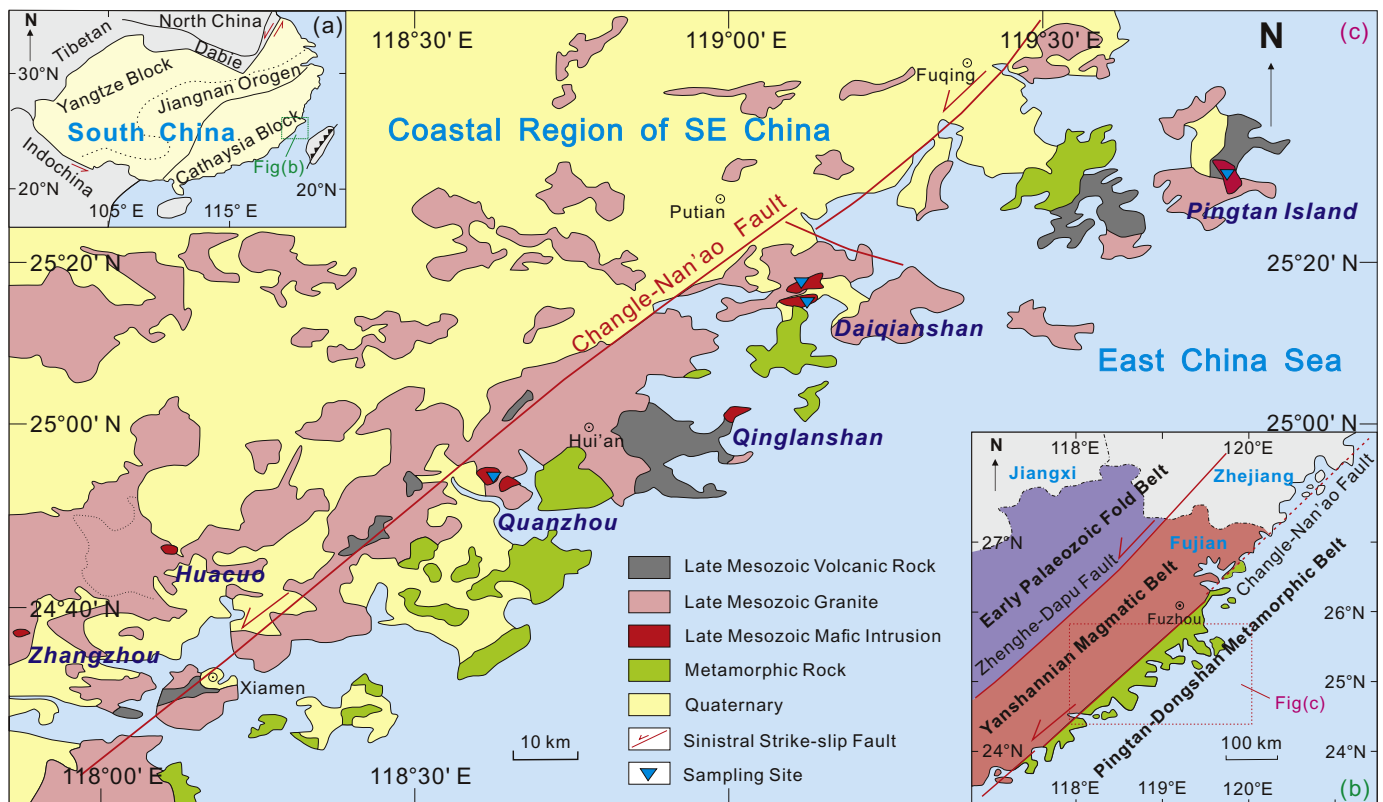 (a)
N
North China
Tibetan
Dabie
30°N
Yangtze Block
Jiangnan Orogen
South China
Cathaysia Block
Indochina
Fig(b)
20°N
20°N
105° E
115°E
118°30' E
119°00' E
119°30' E
(c)
N
Fuqing
Coastal Region of SE China
Putian
Pingtan Island
25°20' N
25°20' N
Changle-Nan'ao Fault
Daiqianshan
East China Sea
25°00' N
25°00' N
Hui'an
Qinglanshan
Quanzhou
Huacuo
24°40' N
Zhangzhou
Xiamen
118°00' E
118°30' E
Late Mesozoic Volcanic Rock
Late Mesozoic Granite
Late Mesozoic Mafic Intrusion
Metamorphic Rock
Quaternary
Sinistral Strike-slip Fault
Sampling Site
10 km
N
118°E
120°E
Jiangxi
Zhejiang
27°N
Fujian
Early Palaeozoic Fold Belt
Zhenghe-Dapu Fault
Yanshannian Magmatic Belt
Changle-Nan'ao Fault
Pingtan-Dongshan Metamorphic Belt
Fuzhou
26°N
25°N
Fig(c)
24°N
24°N
100 km
118°E
119°E
120°E
(b)